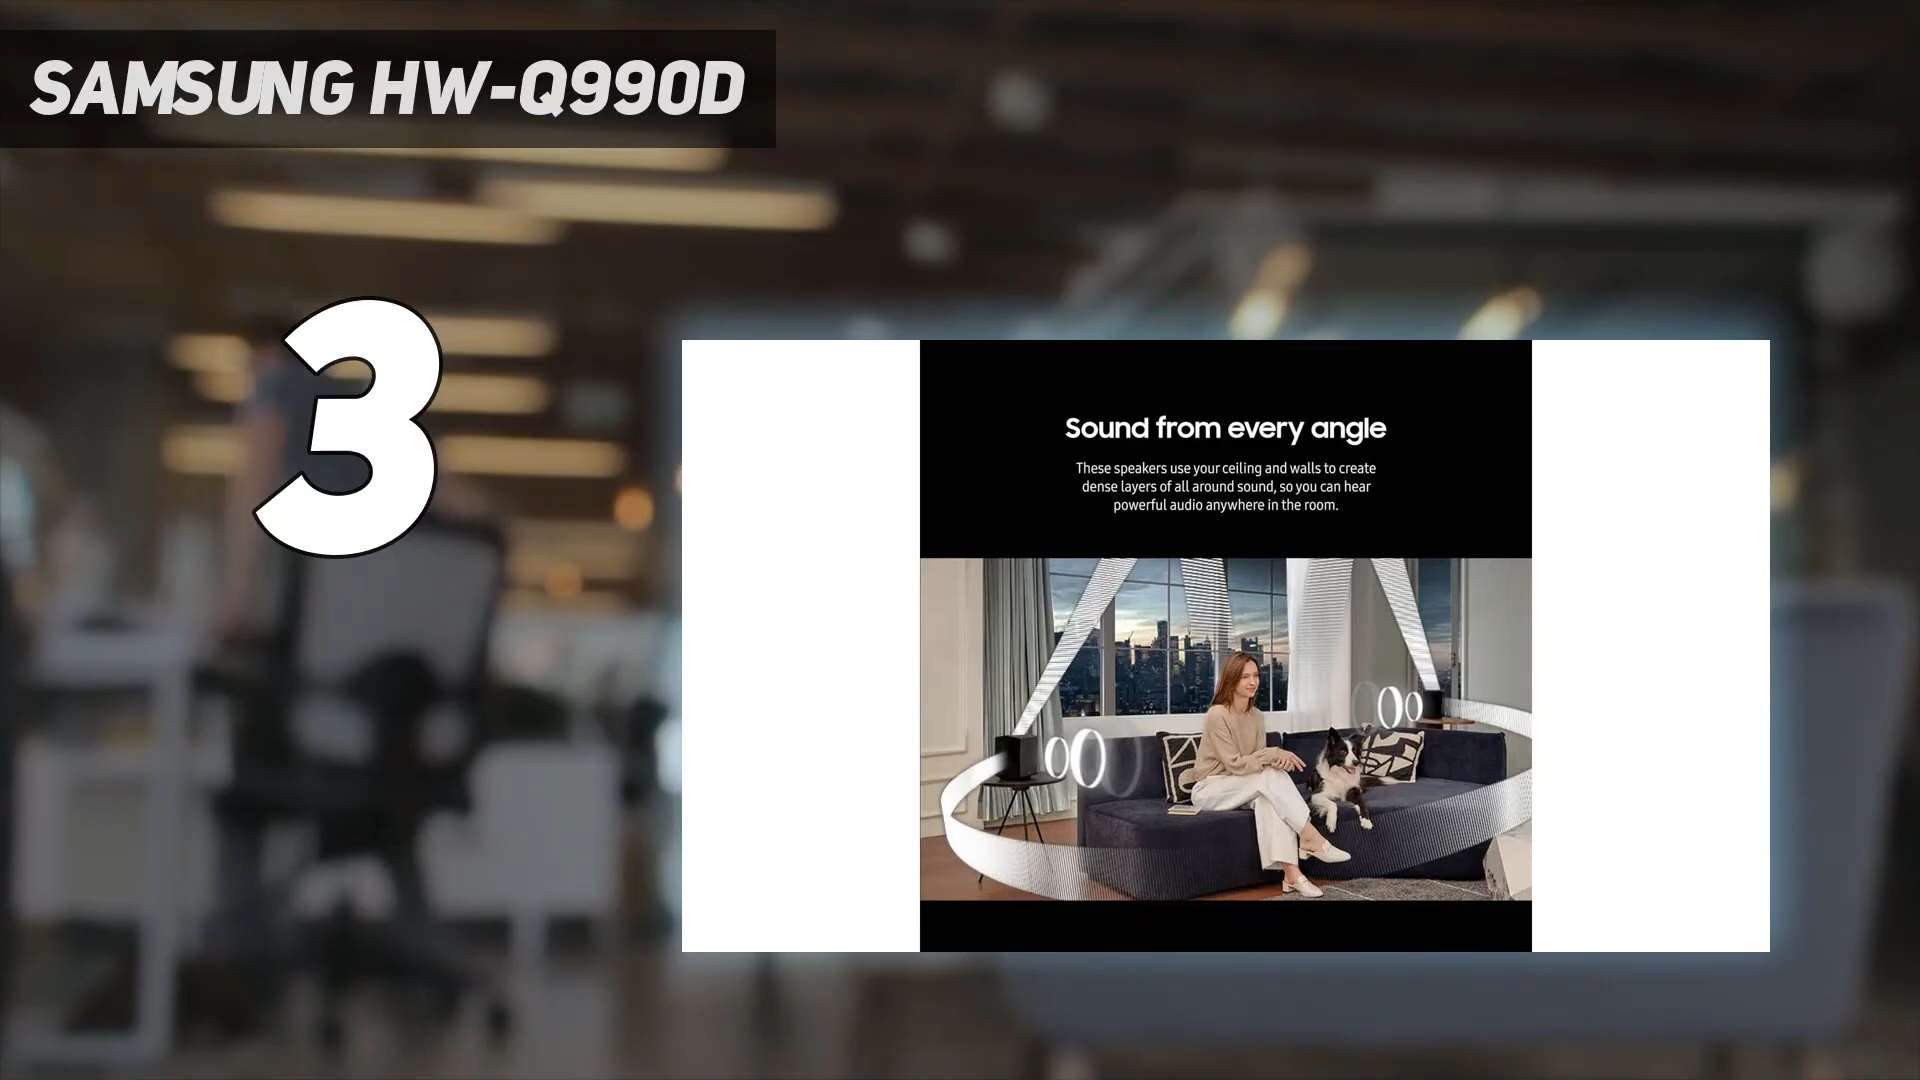 SAMSUNG HW-Q990D
3
Sound from every angle
These speakers use your ceiling and walls to create
dense layers of all around sound, so you can hear
powerful audio anywhere in the room.